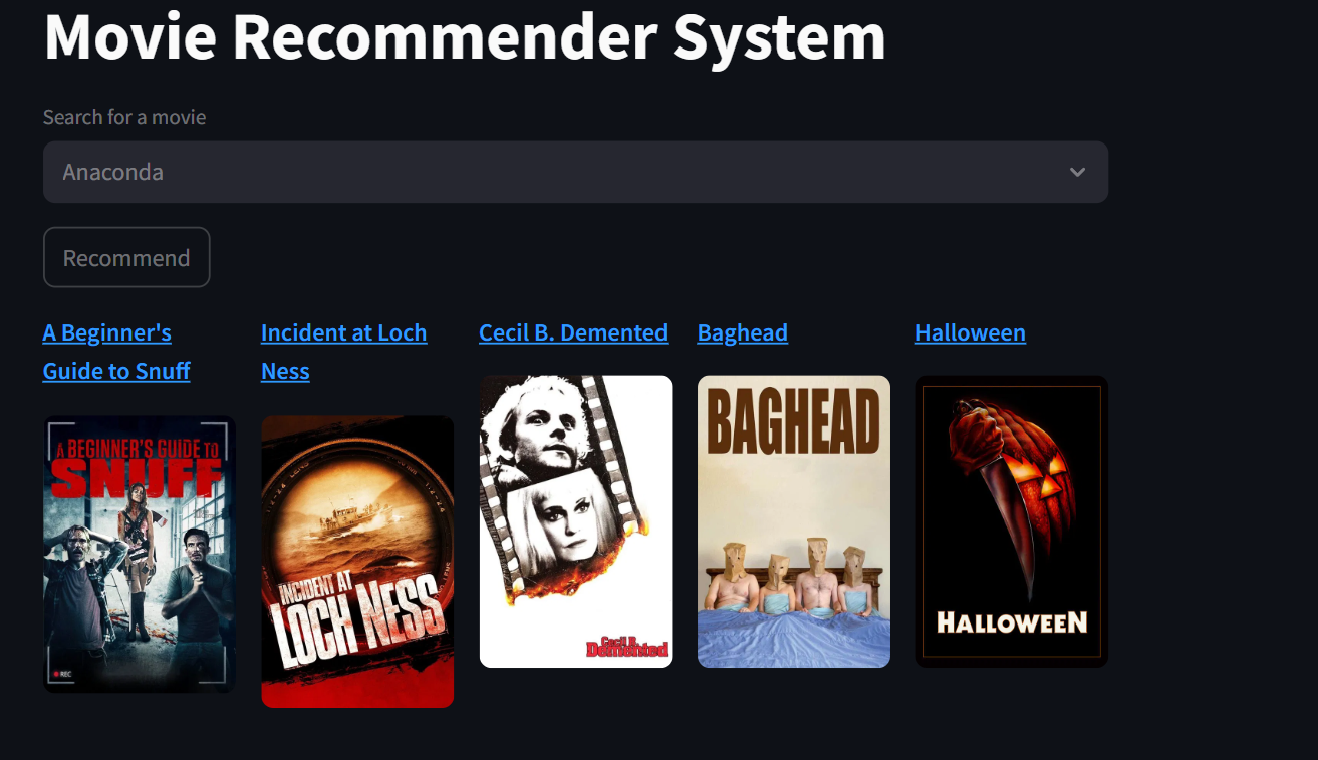 Movie Recommender System
Search for a movie
Anaconda
Recommend
A Beginner's
Guide to Snuff
Incident at Loch
Ness
Cecil B. Demented
Baghead
Halloween
A BEGINNER'S GUIDE TO
SNUFF
REC
INCIDENT AT
LOCH NESS
Cecil B.
Demented
BAGHEAD
HALLOWEEN